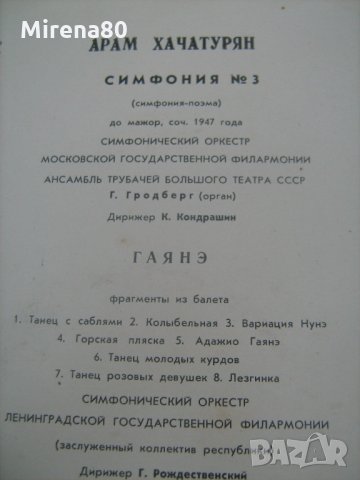 Mirena80
АРАМ ХАЧАТУРЯН
СИМФОНИЯ № 3
(симфония-поэма)
до мажор, соч. 1947 года
СИМФОНИЧЕСКИЙ ОРКЕСТР
МОСКОВСКОЙ ГОСУДАРСТВЕННОЙ ФИЛАРМОНИИ
АНСАМБЛЬ ТРУБАЧЕЙ БОЛЬШОГО ТЕАТРА СССР
Г. Гродберг (орган)
Дирижер К. Кондрашин
ГАЯНЭ
фрагменты из балета
1. Танец с саблями 2. Колыбельная 3. Вариация Нунэ
4. Горская пляска 5. Адажио Гаянэ
6. Танец молодых курдов
7. Танец розовых девушек 8. Лезгинка
СИМФОНИЧЕСКИЙ ОРКЕСТР
ЛЕНИНГРАДСКОЙ ГОСУДАРСТВЕННОЙ ФИЛАРМОНИИ
(заслуженный коллектив республики)
Дирижер Г. Рождественский
BAZAR